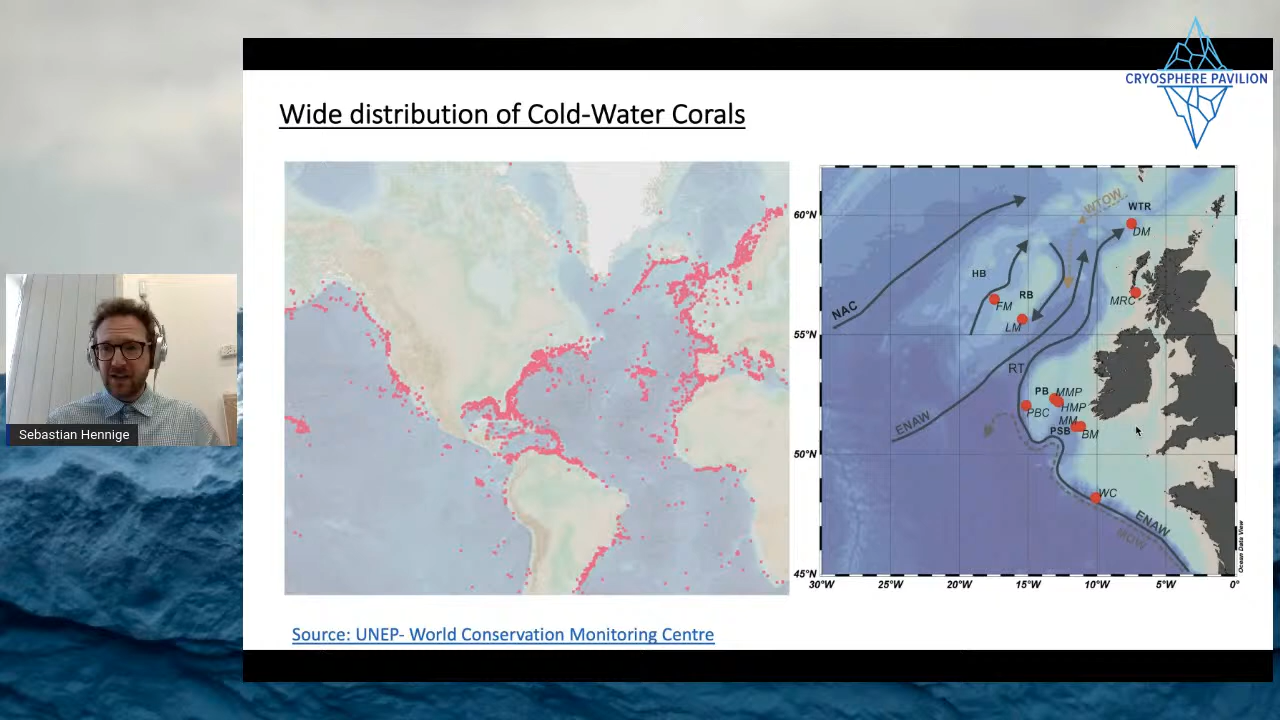 CRYOSPHERE PAVILION
Wide distribution of Cold-Water Corals
60°N
55°N
50°N
45°N
30°W
25°W
20°W
15°W
10°W
5°W
0°
WTOW
WTR
DM
HB
FM
RB
LM
MRC
NAC
RT
ENAW
PB
MMP
HMP
PBC
MM
PSB
BM
WC
ENAW
MOW
Ocean Data View
Sebastian Hennige
Source: UNEP- World Conservation Monitoring Centre